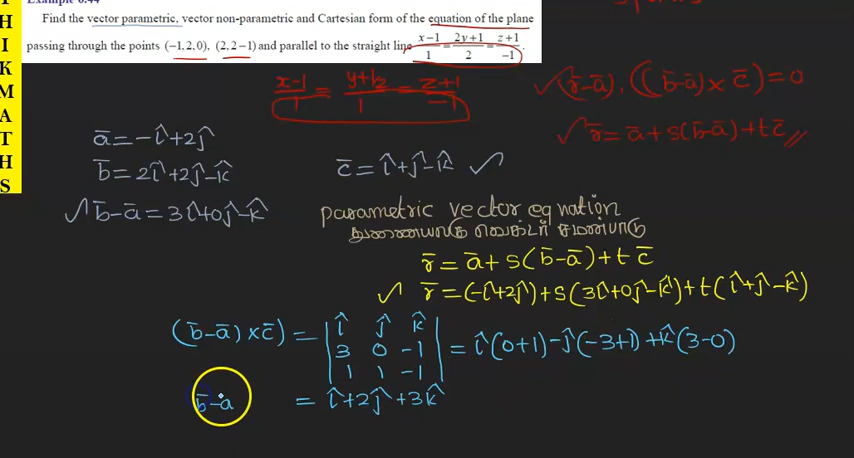 T
H
I
K
M
A
T
H
S
Example 6.44
Find the vector parametric, vector non-parametric and Cartesian form of the equation of the plane
passing through the points (−1,2,0), (2,2−1) and parallel to the straight line (x−1)/1 = (2y+1)/2 = (z+1)/−1.
(x-1)/1 = (y+1/2)/1 = (z+1)/-1
(r̄-ā).((b̄-ā)×c̄)=0
r̄=ā+s(b̄-ā)+tc̄//
ā=-î+2ĵ
b̄=2î+2ĵ-k̂
c̄=î+ĵ-k̂
b̄-ā=3î+0ĵ-k̂
parametric vector equation
r̄=ā+s(b̄-ā)+tc̄
r̄=(-î+2ĵ)+s(3î+0ĵ-k̂)+t(î+ĵ-k̂)
(b̄-ā)×c̄)=|î ĵ k̂; 3 0 -1; 1 1 -1|=î(0+1)-ĵ(-3+1)+k̂(3-0)
b̄-a =î+2ĵ+3k̂